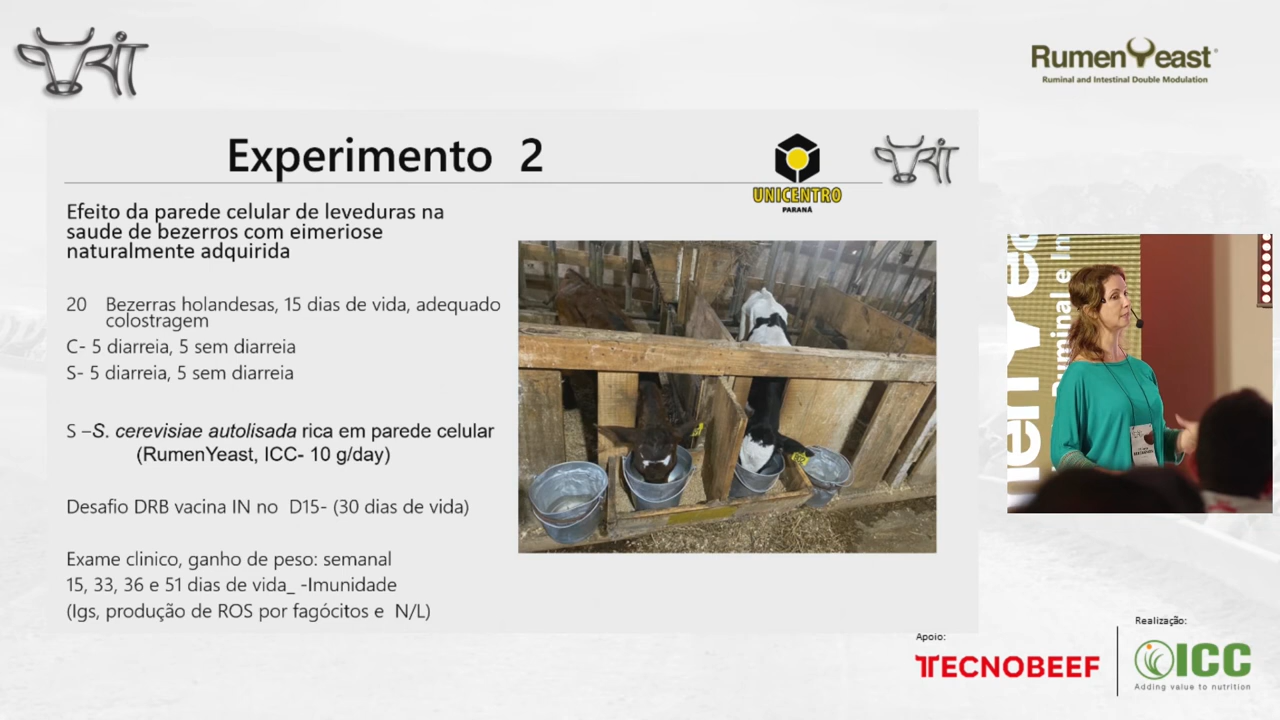 RIT
RumenYeast
Ruminal and Intestinal Double Modulation
Experimento 2
UNICENTRO
PARANÁ
RIT
Efeito da parede celular de leveduras na
saude de bezerros com eimeriose
naturalmente adquirida
20 Bezerras holandesas, 15 dias de vida, adequado
colostragem
C- 5 diarreia, 5 sem diarreia
S- 5 diarreia, 5 sem diarreia
S –S. cerevisiae autolisada rica em parede celular
(RumenYeast, ICC- 10 g/day)
Desafio DRB vacina IN no D15- (30 dias de vida)
Exame clinico, ganho de peso: semanal
15, 33, 36 e 51 dias de vida_ -Imunidade
(Igs, produção de ROS por fagócitos e N/L)
Ruminal e In
Apoio:
TECNOBEEF
Realização:
ICC
Adding value to nutrition